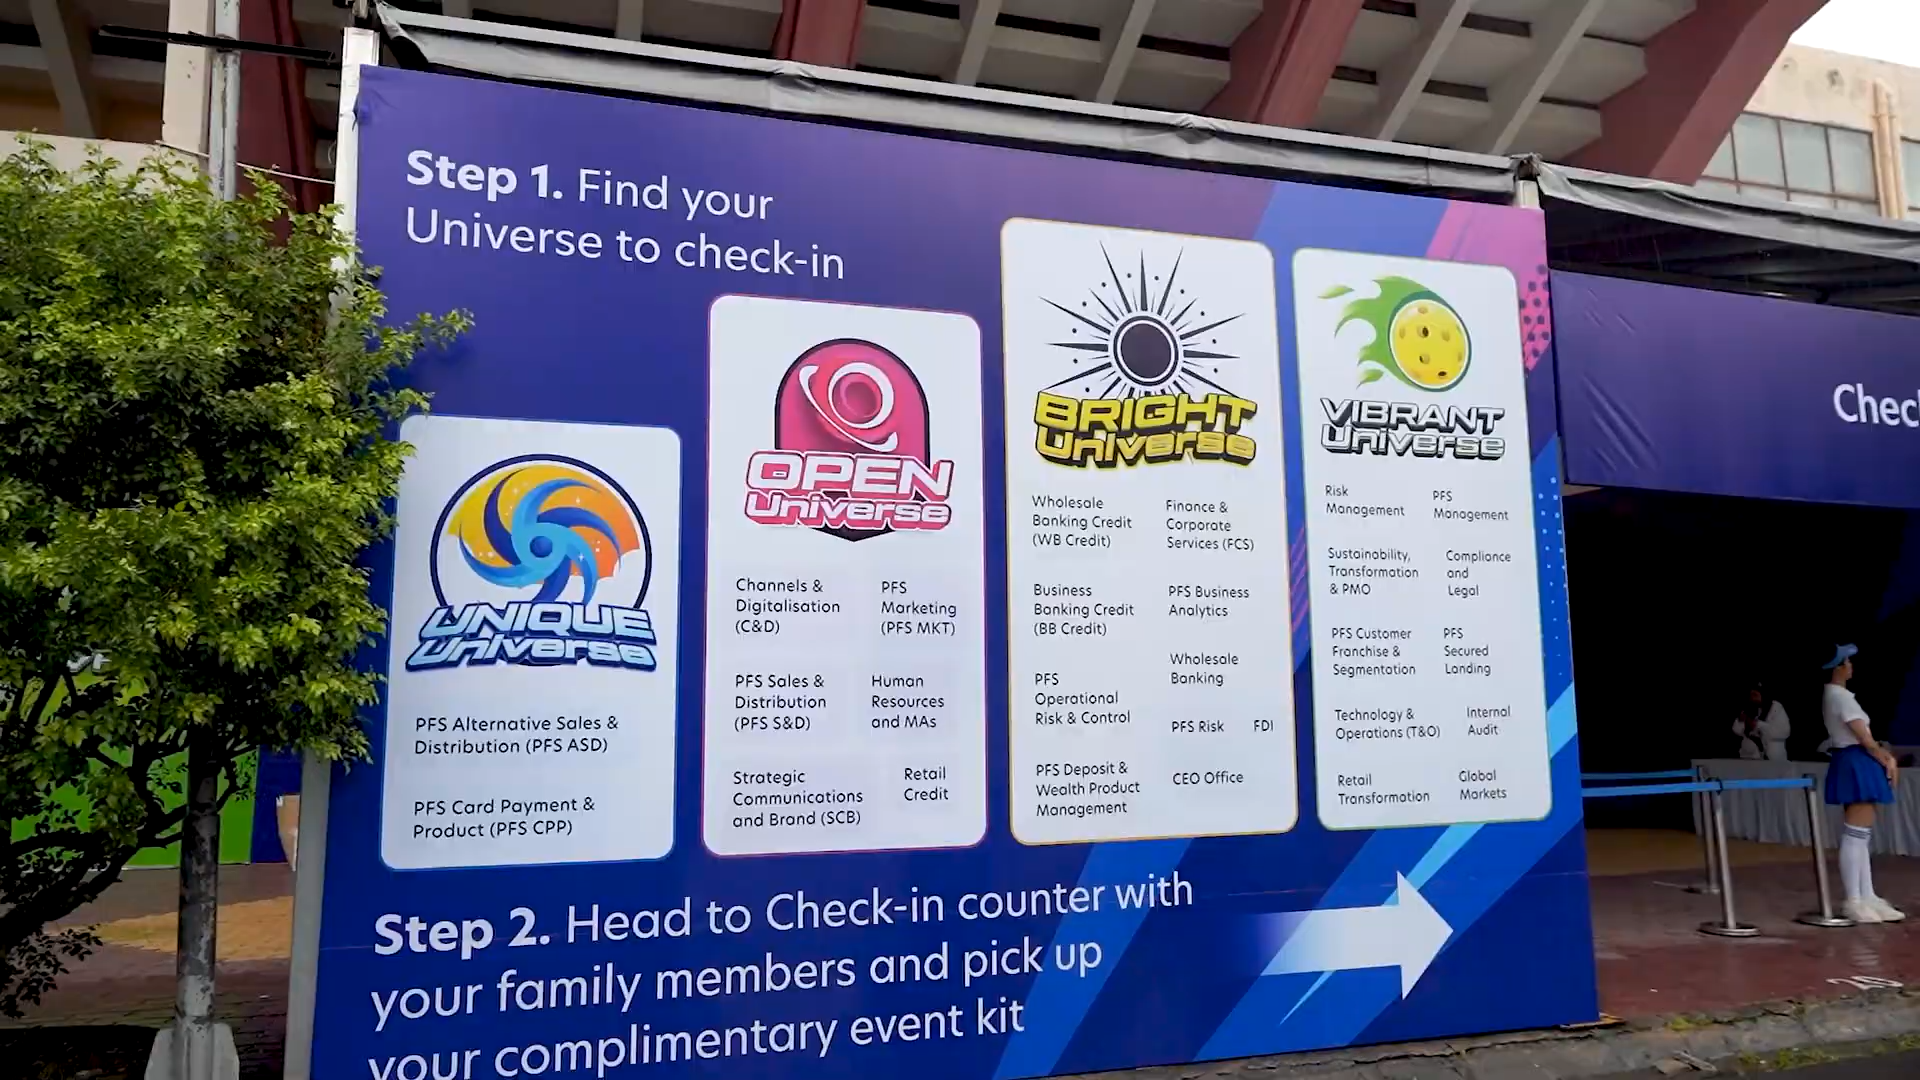 Step 1. Find your
Universe to check-in
UNIQUE
Universe
PFS Alternative Sales &
Distribution (PFS ASD)
PFS Card Payment &
Product (PFS CPP)
OPEN
Universe
Channels &
Digitalisation
(C&D)
PFS
Marketing
(PFS MKT)
PFS Sales &
Distribution
(PFS S&D)
Human
Resources
and MAs
Strategic
Communications
and Brand (SCB)
Retail
Credit
BRIGHT
Universe
Wholesale
Banking Credit
(WB Credit)
Finance &
Corporate
Services (FCS)
Business
Banking Credit
(BB Credit)
PFS Business
Analytics
PFS
Operational
Risk & Control
Wholesale
Banking
PFS Risk FDI
PFS Deposit &
Wealth Product
Management
CEO Office
VIBRANT
Universe
Risk
Management
PFS
Management
Sustainability,
Transformation
& PMO
Compliance
and
Legal
PFS Customer
Franchise &
Segmentation
PFS
Secured
Landing
Technology &
Operations (T&O)
Internal
Audit
Retail
Transformation
Global
Markets
Step 2. Head to Check-in counter with
your family members and pick up
your complimentary event kit
Chec